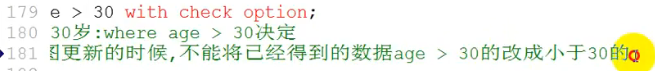 179 e > 30 with check option;
180 30岁:where age > 30决定
181 图更新的时候,不能将已经得到的数据age > 30的改成小于30的